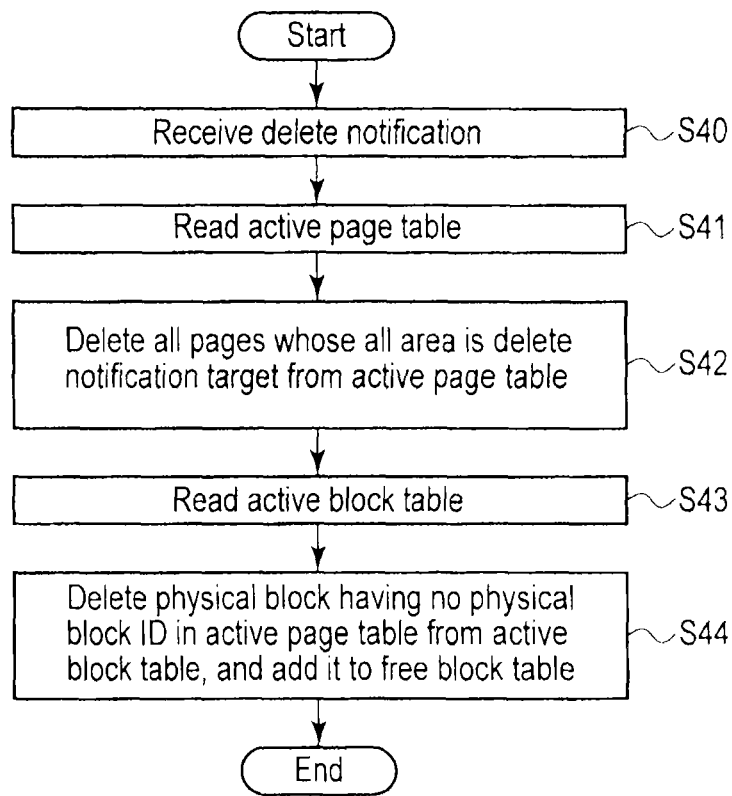 Start
Receive delete notification
S40
Read active page table
S41
Delete all pages whose all area is delete
notification target from active page table
S42
Read active block table
S43
Delete physical block having no physical
block ID in active page table from active
block table, and add it to free block table
S44
End